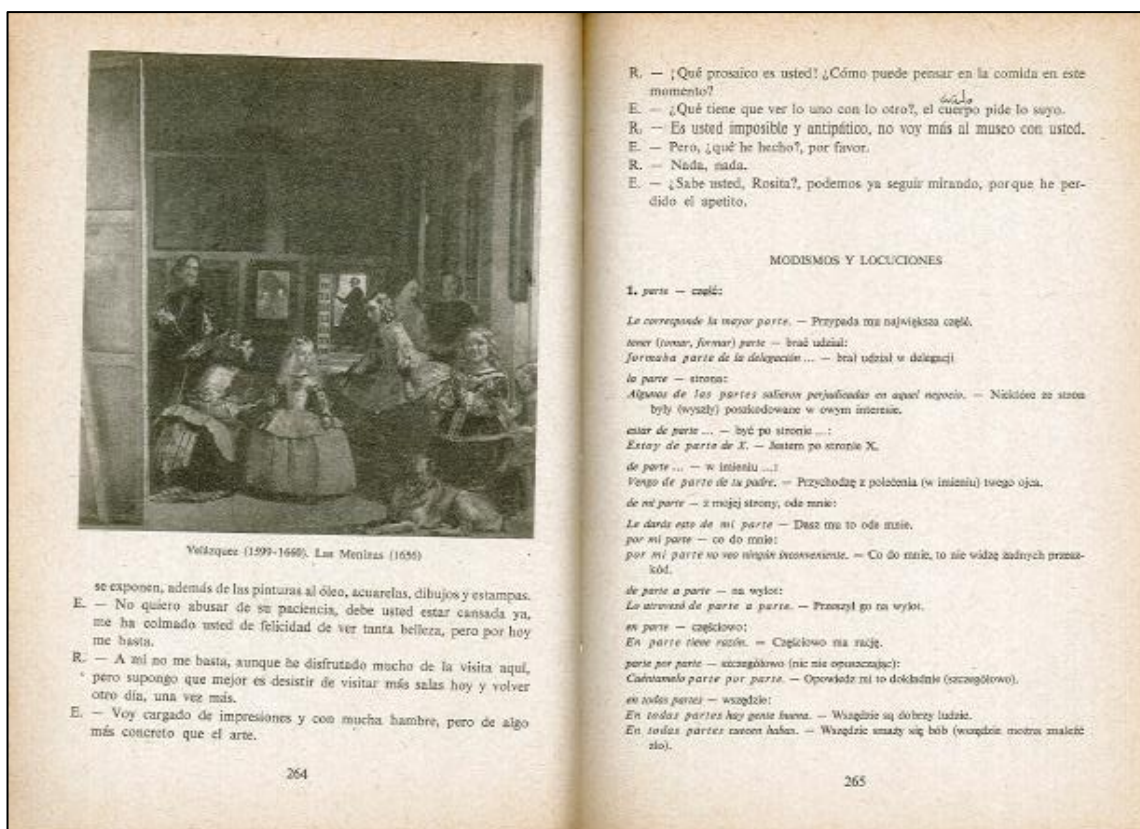 Velázquez (1599-1660). Las Meninas (1656)
se exponen, además de las pinturas al óleo, acuarelas, dibujos y estampas.
E. — No quiero abusar de su paciencia, debe usted estar cansada ya,
me ha colmado usted de felicidad de ver tanta belleza, pero por hoy
me basta.
R. — A mí no me basta, aunque he disfrutado mucho de la visita aquí,
pero supongo que mejor es desistir de visitar más salas hoy y volver
otro día, una vez más.
E. — Voy cargado de impresiones y con mucha hambre, pero de algo
más concreto que el arte.
264
R. — ¡Qué prosaico es usted! ¿Cómo puede pensar en la comida en este
momento?
E. — ¿Qué tiene que ver lo uno con lo otro?, el cuerpo pide lo suyo.
R. — Es usted imposible y antipático, no voy más al museo con usted.
E. — Pero, ¿qué he hecho?, por favor.
R. — Nada, nada.
E. — ¿Sabe usted, Rosita?, podemos ya seguir mirando, porque he per-
dido el apetito.
MODISMOS Y LOCUCIONES
1. parte — część:
Le corresponde la mayor parte. — Przypada mu największa część.
tener (tomar, formar) parte — brać udział:
formaba parte de la delegación ... — brał udział w delegacji
la parte — strona:
Algunas de las partes salieron perjudicadas en aquel negocio. — Niektóre ze stron
były (wyszły) poszkodowane w owym interesie.
estar de parte ... — być po stronie ...:
Estoy de parte de X. — Jestem po stronie X.
de parte ... — w imieniu ...:
Vengo de parte de tu padre. — Przychodzę z polecenia (w imieniu) twego ojca.
de mi parte — z mojej strony, ode mnie:
Le darás esto de mi parte — Dasz mu to ode mnie.
por mi parte — co do mnie:
por mi parte no veo ningún inconveniente. — Co do mnie, to nie widzę żadnych przesz-
kód.
de parte a parte — na wylot:
Lo atravesó de parte a parte. — Przeszył go na wylot.
en parte — częściowo:
En parte tiene razón. — Częściowo ma rację.
parte por parte — szczegółowo (nic nie opuszczając):
Cuéntamelo parte por parte. — Opowiedz mi to dokładnie (szczegółowo).
en todas partes — wszędzie:
En todas partes hay gente buena. — Wszędzie są dobrzy ludzie.
En todas partes cuecen habas. — Wszędzie smaży się bób (wszędzie można znaleźć
zło).
265